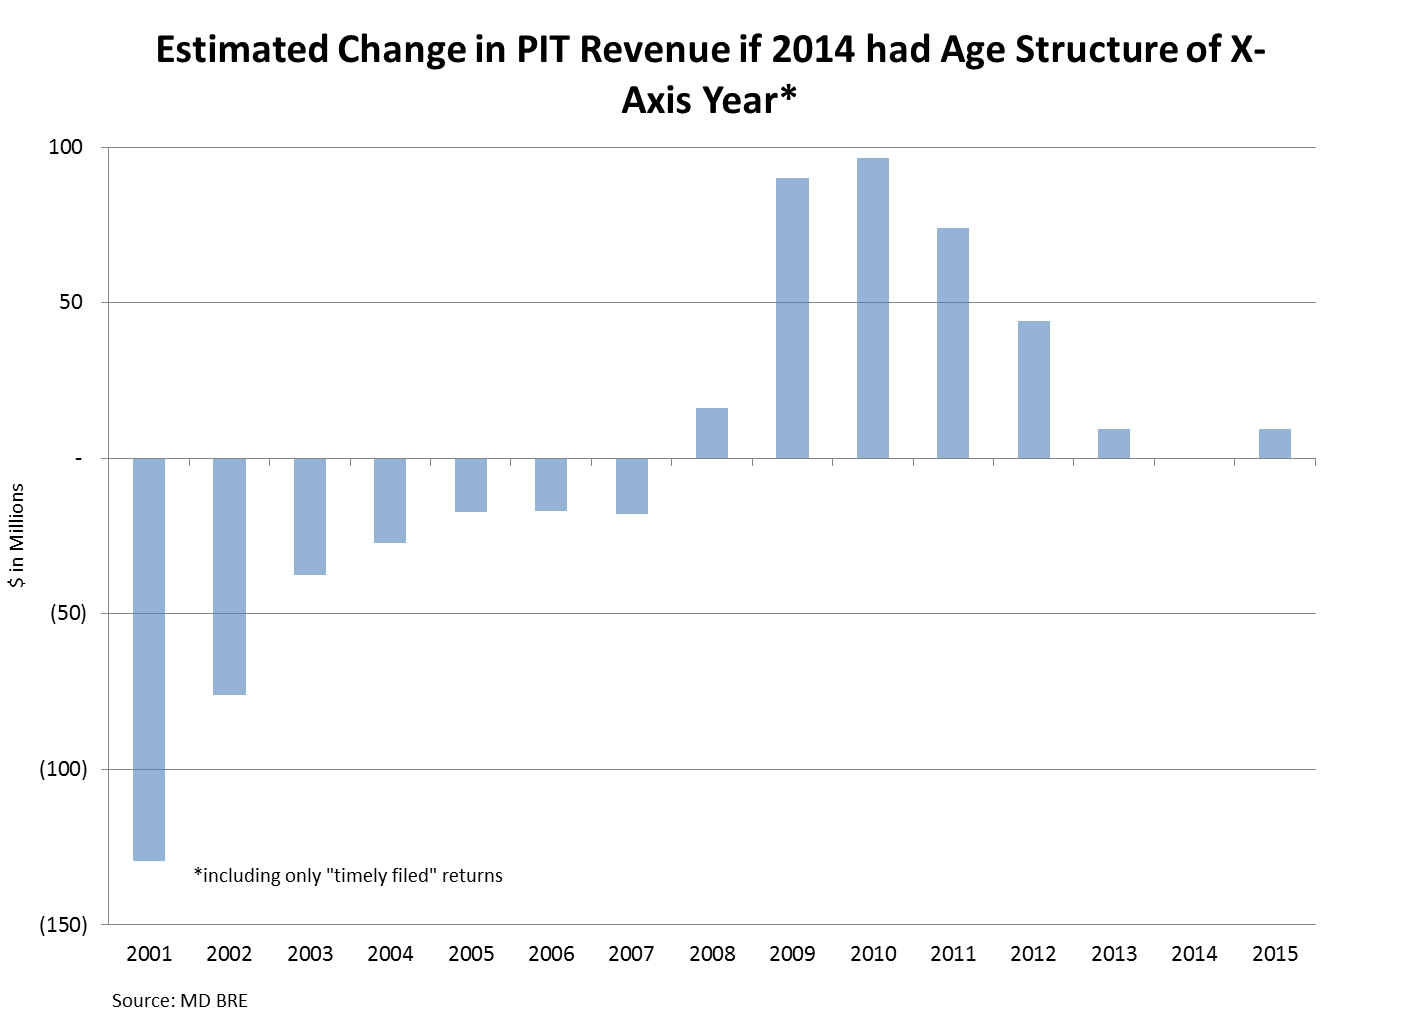 Estimated Change in PIT Revenue if 2014 had Age Structure of X-
Axis Year*
100
50
-
(50)
(100)
(150)
$ in Millions
*including only "timely filed" returns
2001 2002 2003 2004 2005 2006 2007 2008 2009 2010 2011 2012 2013 2014 2015
Source: MD BRE